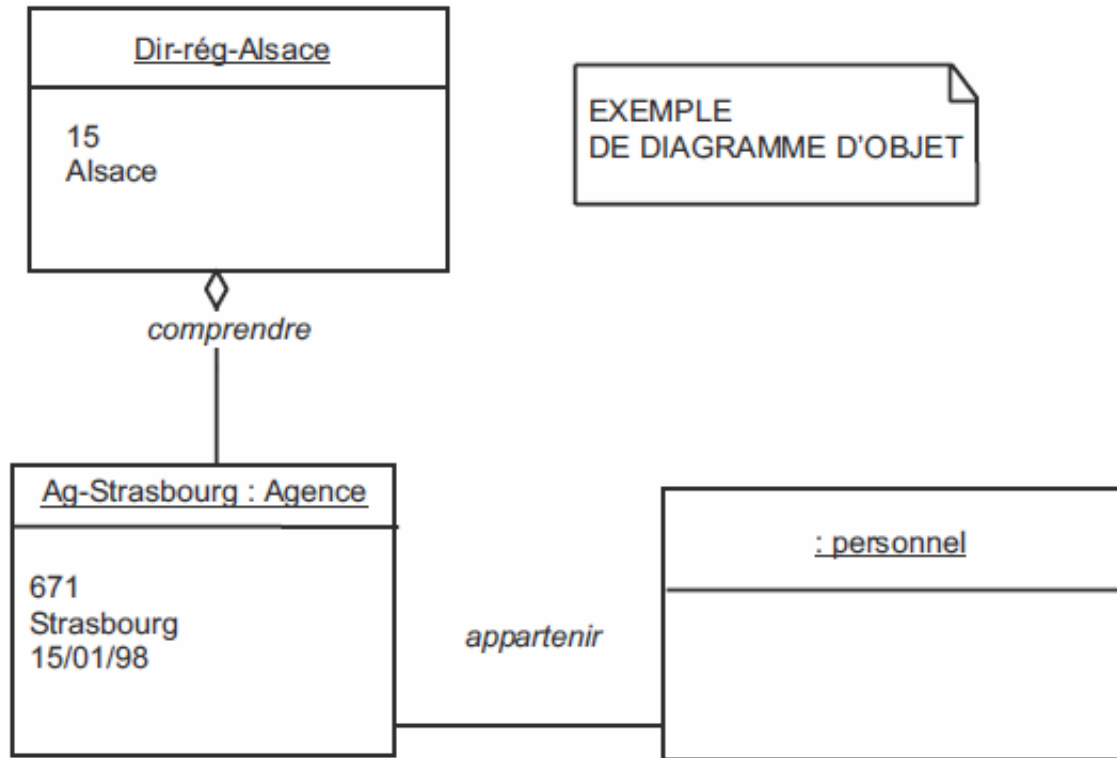 Dir-rég-Alsace
15
Alsace
EXEMPLE
DE DIAGRAMME D'OBJET
comprendre
Ag-Strasbourg : Agence
671
Strasbourg
15/01/98
appartenir
: personnel